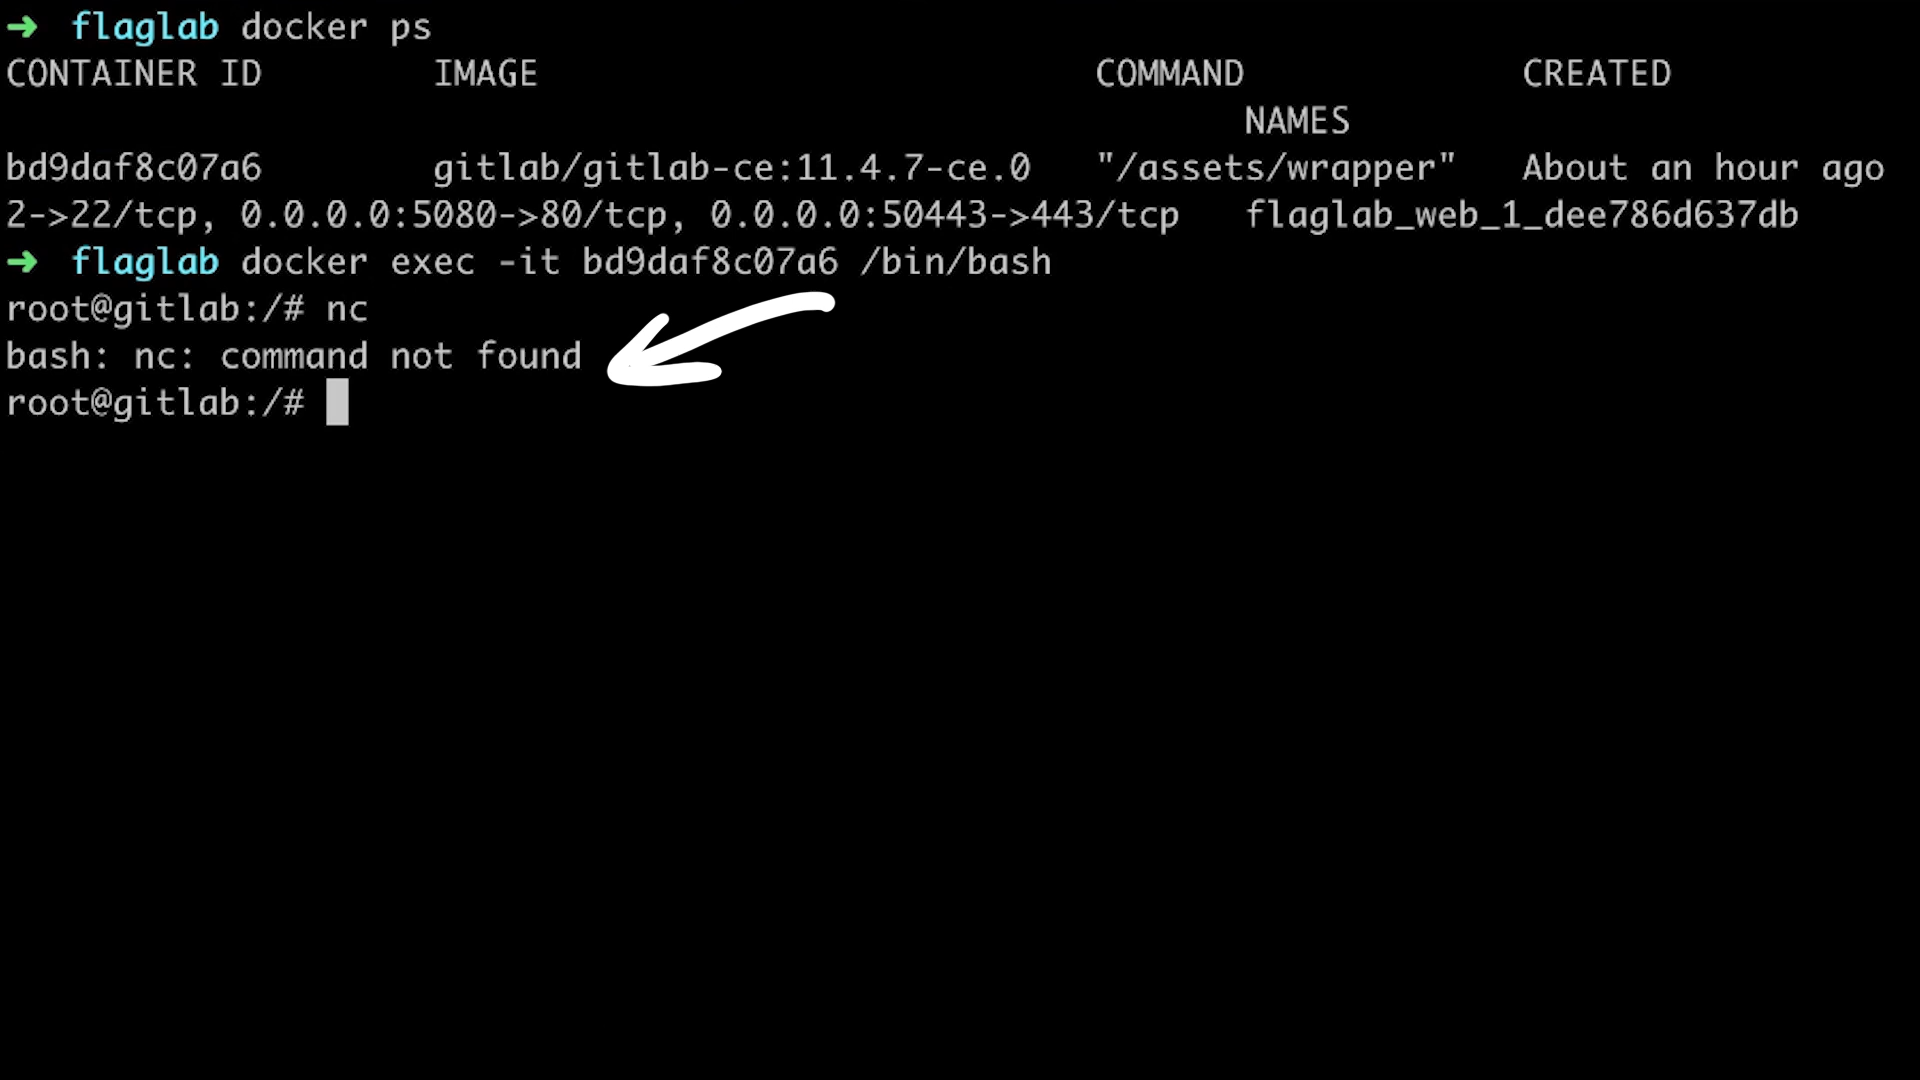 ➜ flaglab docker ps
CONTAINER ID IMAGE COMMAND CREATED
NAMES
bd9daf8c07a6 gitlab/gitlab-ce:11.4.7-ce.0 "/assets/wrapper" About an hour ago
2->22/tcp, 0.0.0.0:5080->80/tcp, 0.0.0.0:50443->443/tcp flaglab_web_1_dee786d637db
➜ flaglab docker exec -it bd9daf8c07a6 /bin/bash
root@gitlab:/# nc
bash: nc: command not found
root@gitlab:/#